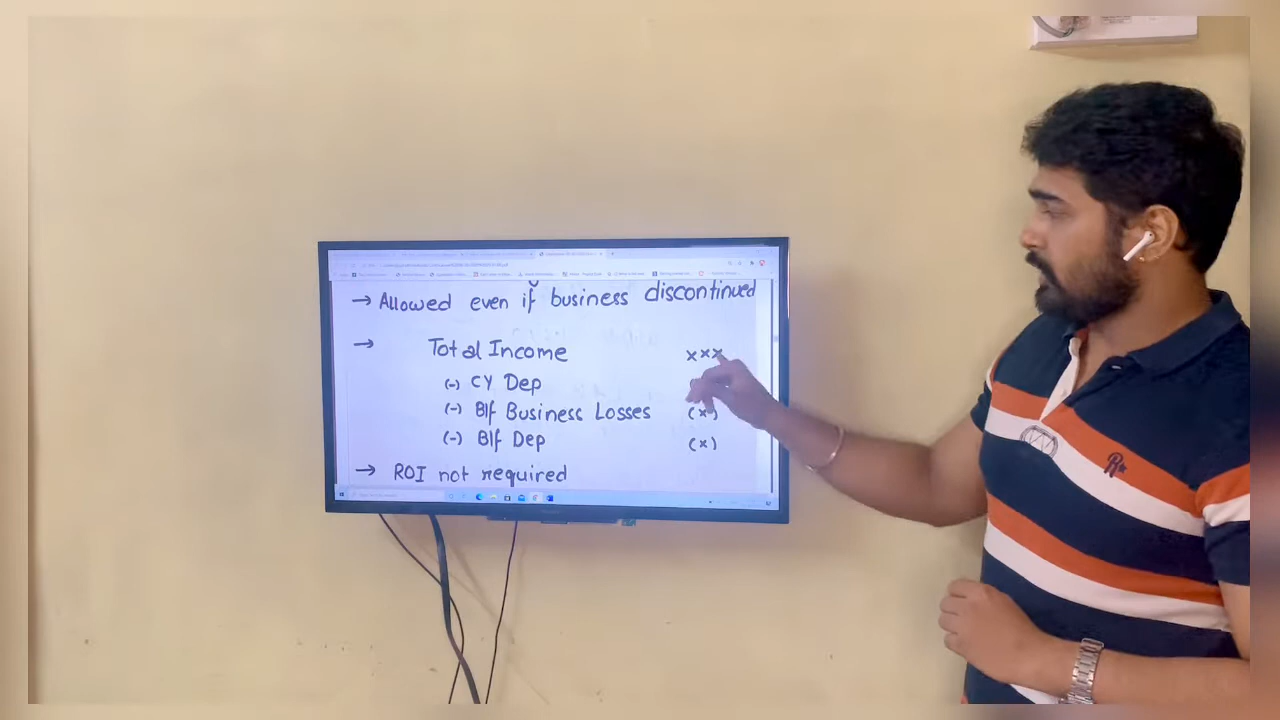 → Allowed even if business discontinued
→ Total Income xxx
(-) CY Dep
(-) B/f Business Losses (x)
(-) B/f Dep (x)
→ ROI not required